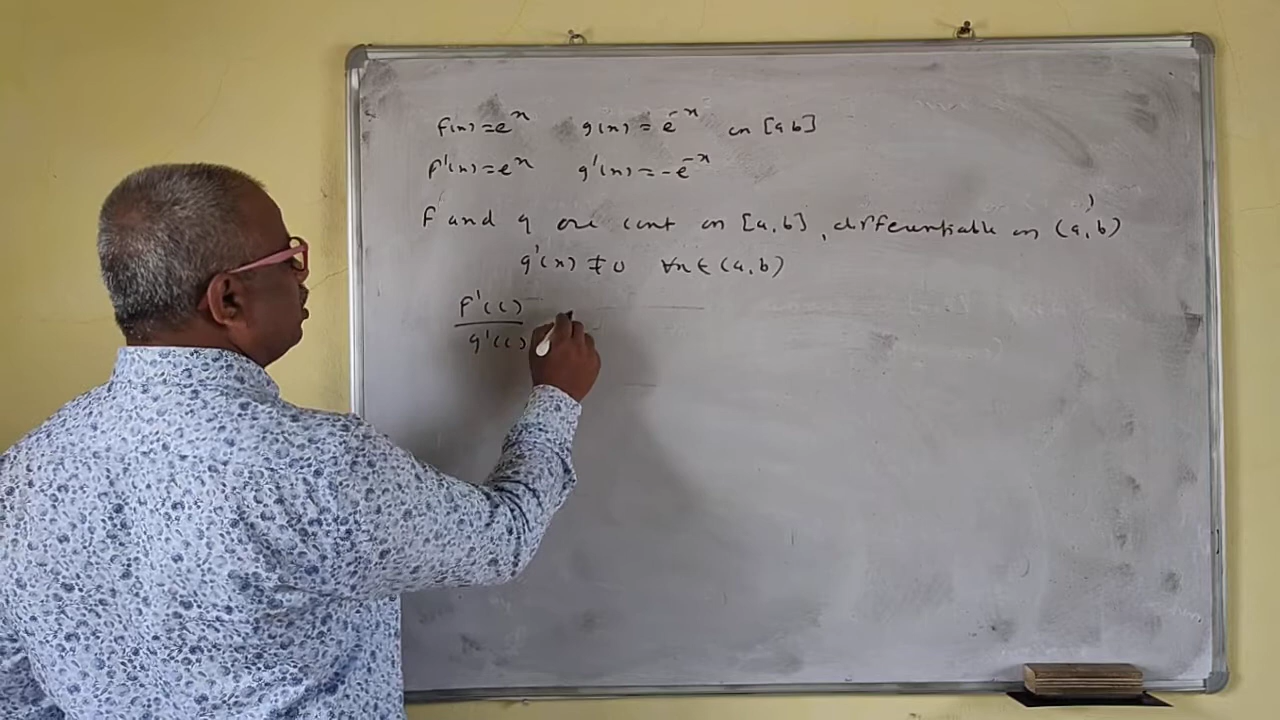 f(x) = e^x g(x) = e^-x on [a b]
f'(x) = e^x g'(x) = -e^-x
f and g are cont on [a, b], differentiable on (a, b)
g'(x) ≠ 0 ∀x ∈ (a, b)
f'(c)
g'(c)